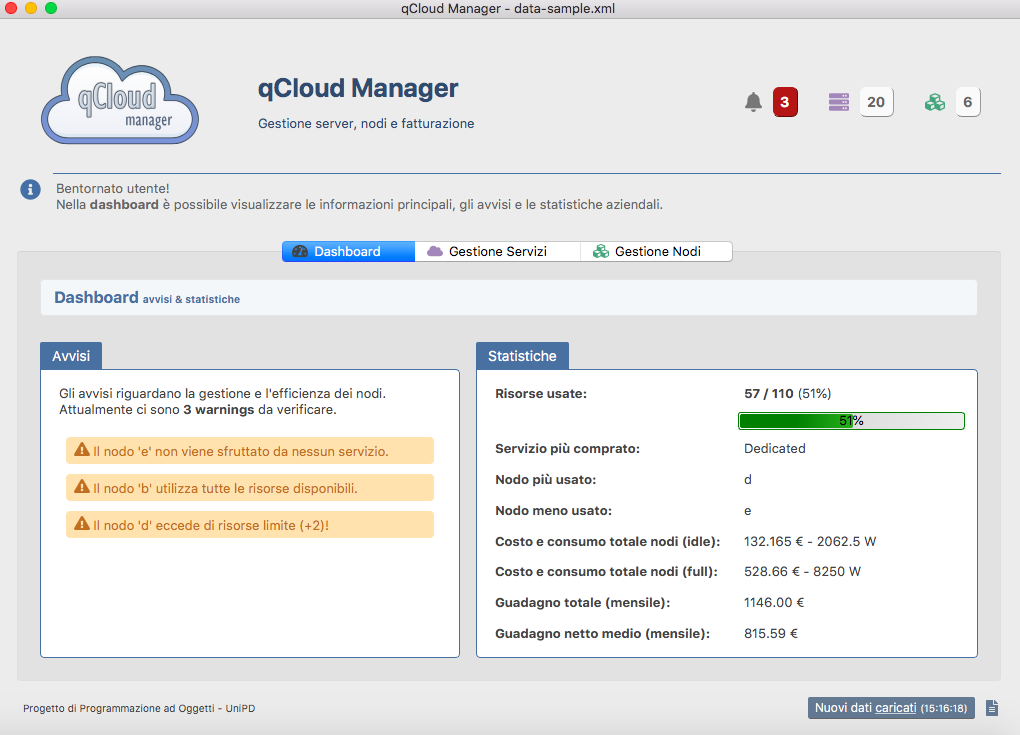 qCloud Manager - data-sample.xml
qCloud
manager
qCloud Manager
Gestione server, nodi e fatturazione
3
20
6
Bentornato utente!
Nella dashboard è possibile visualizzare le informazioni principali, gli avvisi e le statistiche aziendali.
Dashboard
Gestione Servizi
Gestione Nodi
Dashboard avvisi & statistiche
Avvisi
Gli avvisi riguardano la gestione e l'efficienza dei nodi.
Attualmente ci sono 3 warnings da verificare.
Il nodo 'e' non viene sfruttato da nessun servizio.
Il nodo 'b' utilizza tutte le risorse disponibili.
Il nodo 'd' eccede di risorse limite (+2)!
Statistiche
Risorse usate: 57 / 110 (51%)
51%
Servizio più comprato: Dedicated
Nodo più usato: d
Nodo meno usato: e
Costo e consumo totale nodi (idle): 132.165 € - 2062.5 W
Costo e consumo totale nodi (full): 528.66 € - 8250 W
Guadagno totale (mensile): 1146.00 €
Guadagno netto medio (mensile): 815.59 €
Progetto di Programmazione ad Oggetti - UniPD
Nuovi dati caricati (15:16:18)